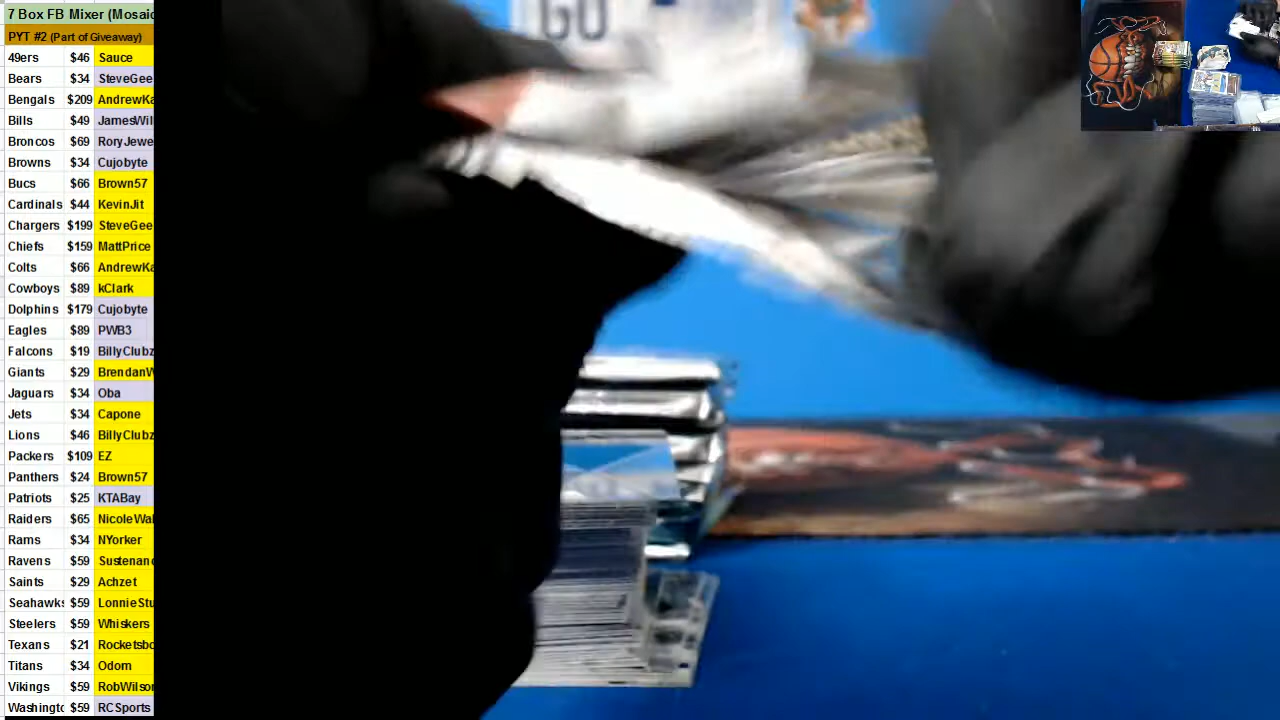 7 Box FB Mixer (Mosaic
PYT #2 (Part of Giveaway)
49ers $46 Sauce
Bears $34 SteveGee
Bengals $209 AndrewKa
Bills $49 JamesWil
Broncos $69 RoryJewe
Browns $34 Cujobyte
Bucs $66 Brown57
Cardinals $44 KevinJit
Chargers $199 SteveGee
Chiefs $159 MattPrice
Colts $66 AndrewKa
Cowboys $89 kClark
Dolphins $179 Cujobyte
Eagles $89 PWB3
Falcons $19 BillyClubz
Giants $29 BrendanW
Jaguars $34 Oba
Jets $34 Capone
Lions $46 BillyClubz
Packers $109 EZ
Panthers $24 Brown57
Patriots $25 KTABay
Raiders $65 NicoleWal
Rams $34 NYorker
Ravens $59 Sustenanc
Saints $29 Achzet
Seahawks $59 LonnieStu
Steelers $59 Whiskers
Texans $21 Rocketsbo
Titans $34 Odom
Vikings $59 RobWilson
Washingto $59 RCSports
GO